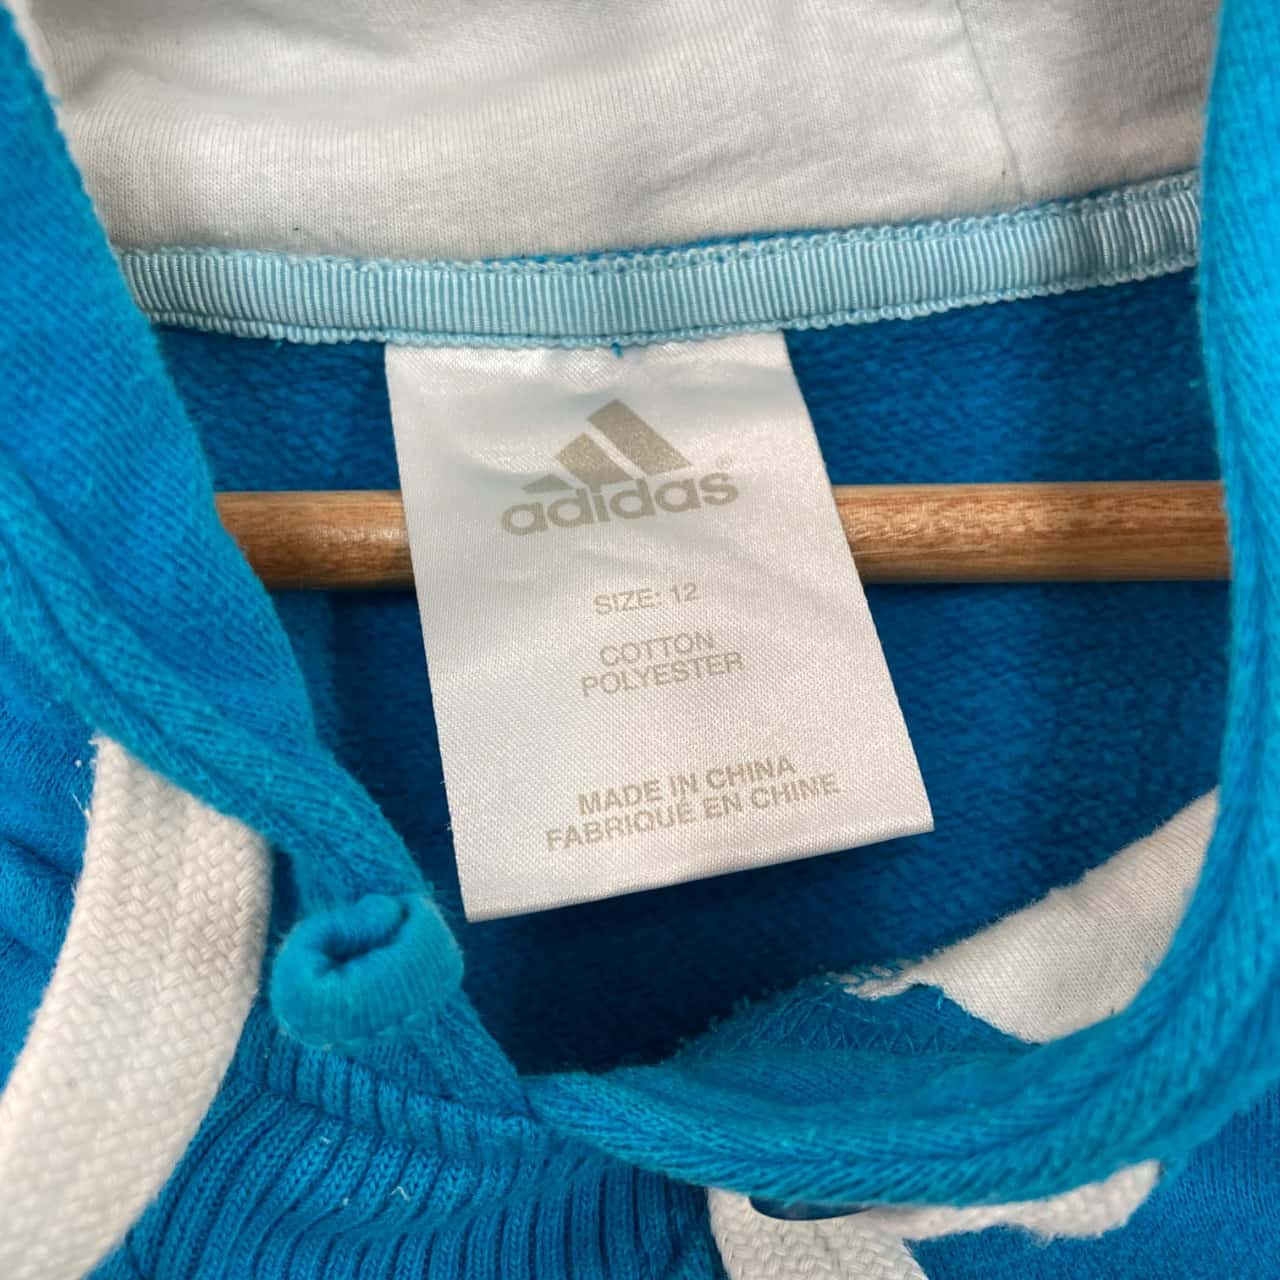 adidas®
SIZE: 12
COTTON
POLYESTER
MADE IN CHINA
FABRIQUÉ EN CHINE